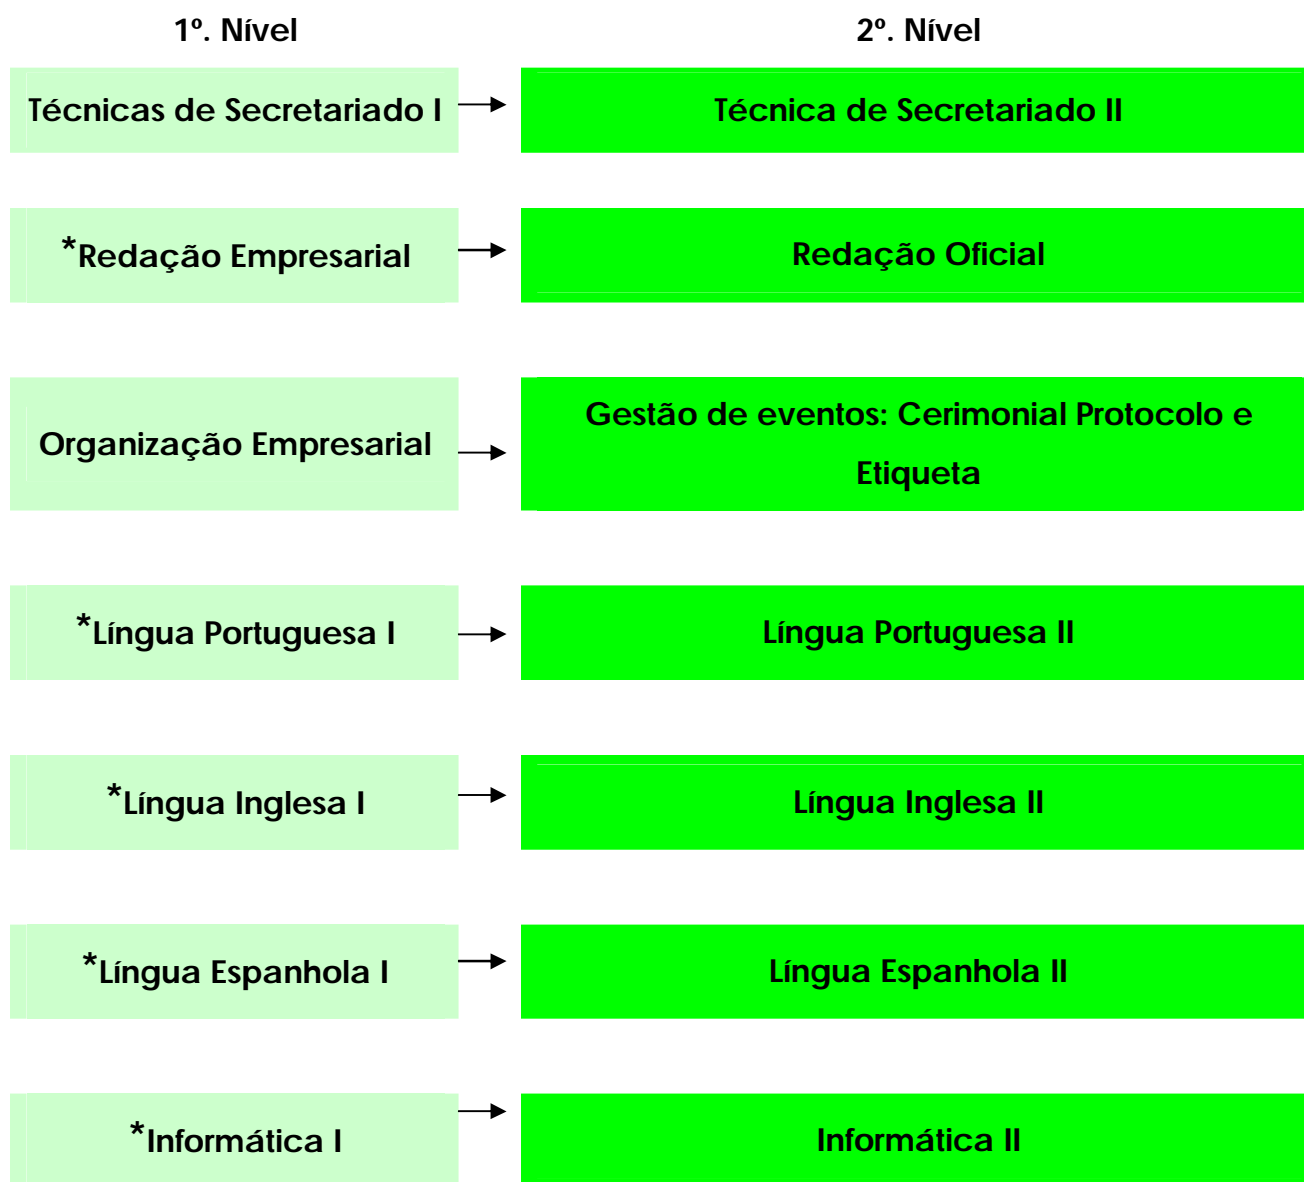 1º. Nível
2º. Nível
Técnicas de Secretariado I
Técnica de Secretariado II
*Redação Empresarial
Redação Oficial
Organização Empresarial
Gestão de eventos: Cerimonial Protocolo e
Etiqueta
*Língua Portuguesa I
Língua Portuguesa II
*Língua Inglesa I
Língua Inglesa II
*Língua Espanhola I
Língua Espanhola II
*Informática I
Informática II